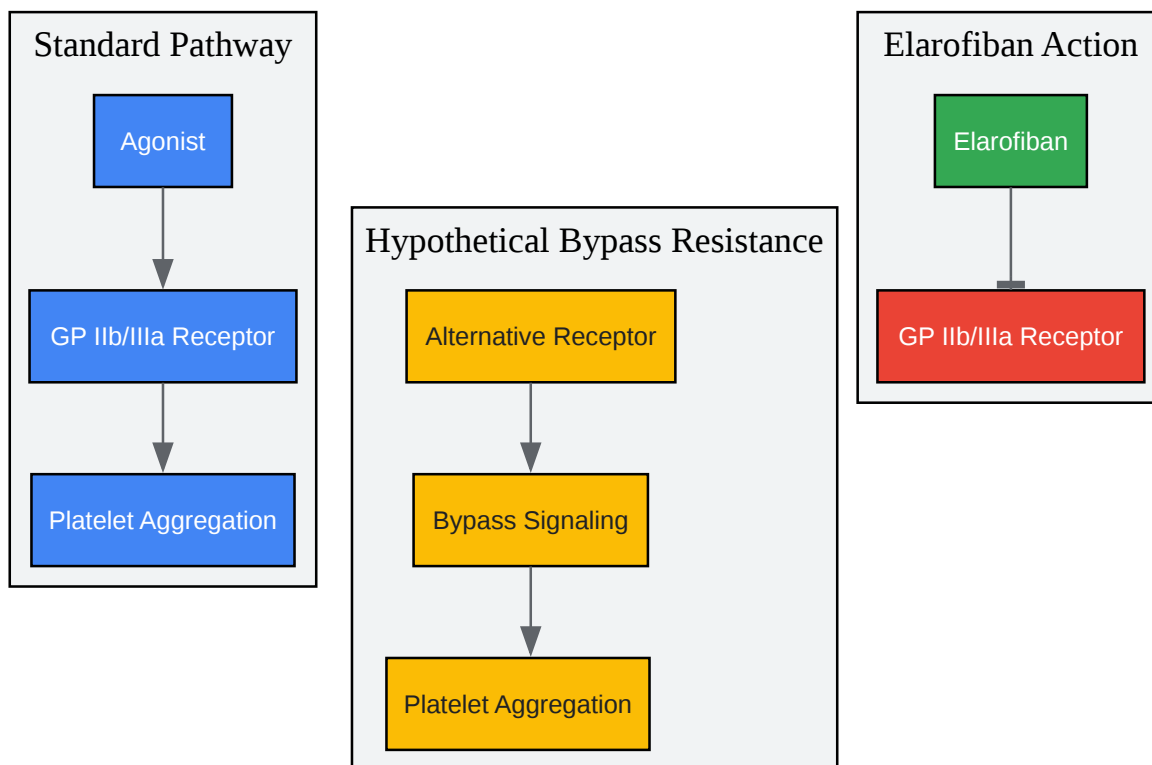 Standard Pathway
Agonist
GP IIb/IIIa Receptor
Platelet Aggregation
Hypothetical Bypass Resistance
Alternative Receptor
Bypass Signaling
Platelet Aggregation
Elarofiban Action
Elarofiban
GP IIb/IIIa Receptor